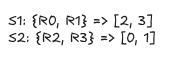 S1: {R0, R1} => [2, 3]
S2: {R2, R3} => [0, 1]